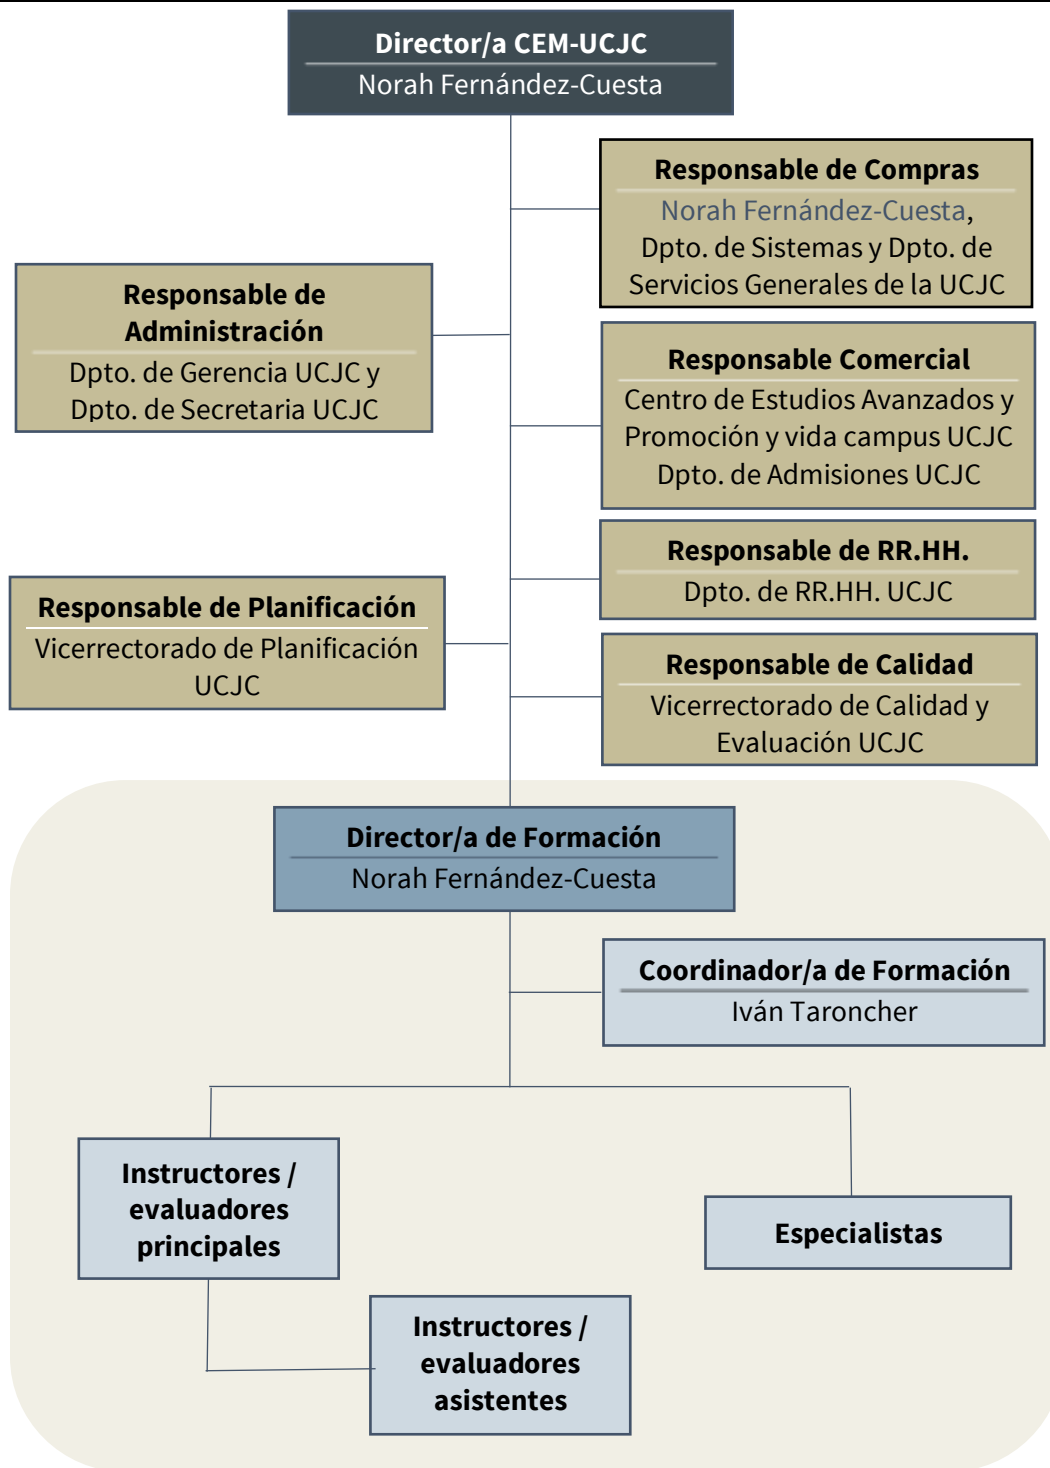 Director/a CEM-UCJC
Norah Fernández-Cuesta
Responsable de Compras
Norah Fernández-Cuesta,
Dpto. de Sistemas y Dpto. de
Servicios Generales de la UCJC
Responsable de
Administración
Dpto. de Gerencia UCJC y
Dpto. de Secretaria UCJC
Responsable Comercial
Centro de Estudios Avanzados y
Promoción y vida campus UCJC
Dpto. de Admisiones UCJC
Responsable de RR.HH.
Dpto. de RR.HH. UCJC
Responsable de Planificación
Vicerrectorado de Planificación
UCJC
Responsable de Calidad
Vicerrectorado de Calidad y
Evaluación UCJC
Director/a de Formación
Norah Fernández-Cuesta
Coordinador/a de Formación
Iván Taroncher
Instructores /
evaluadores
principales
Especialistas
Instructores /
evaluadores
asistentes